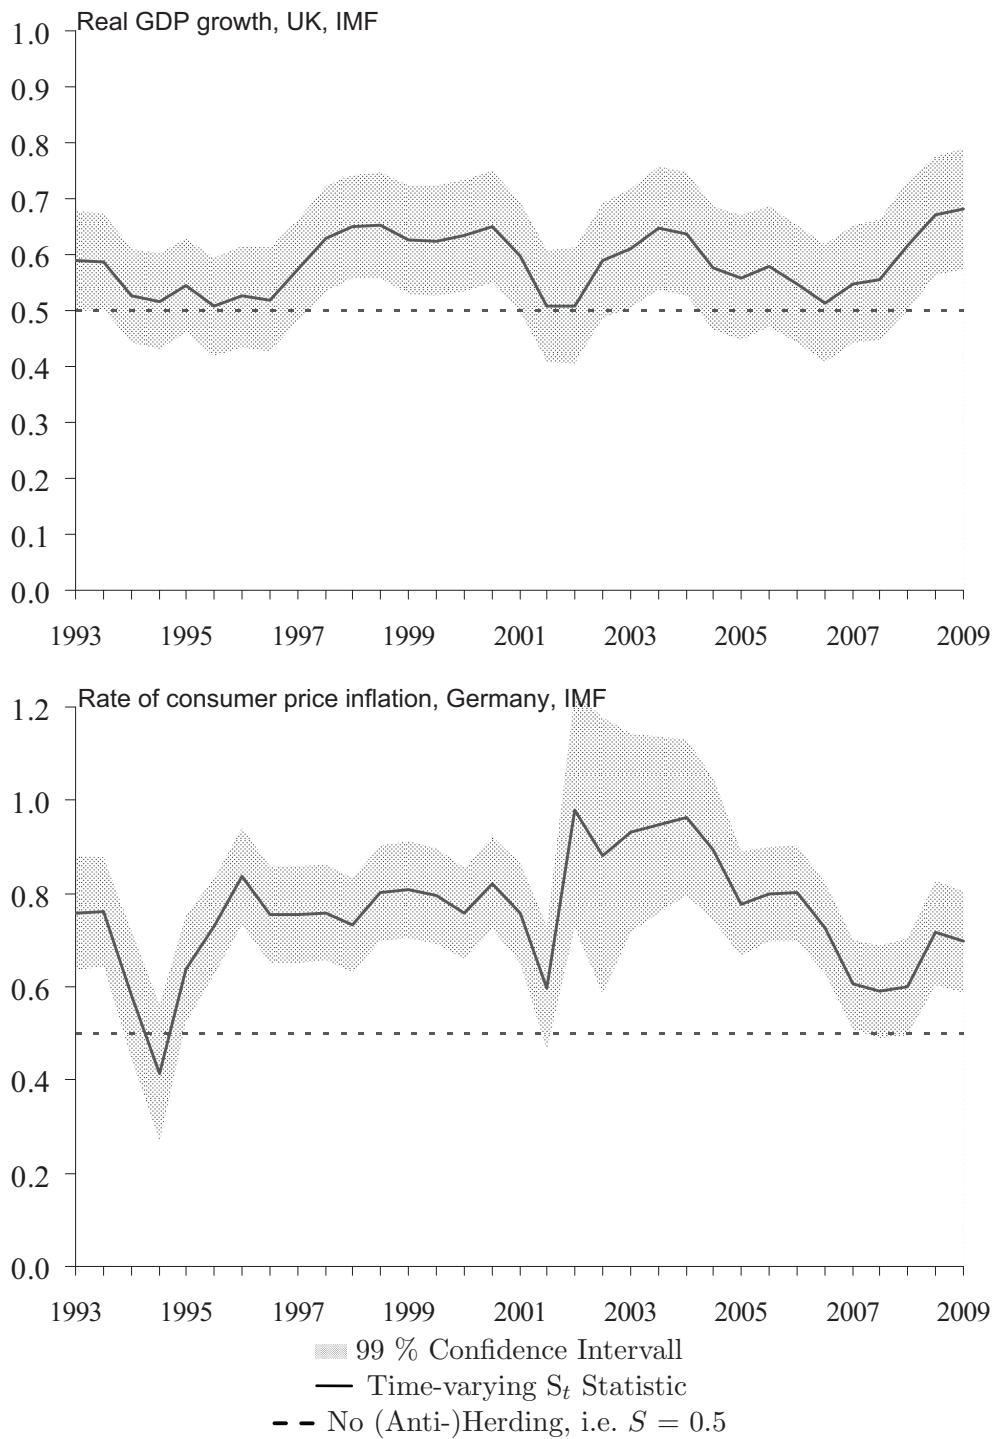 Real GDP growth, UK, IMF
1.0
0.9
0.8
0.7
0.6
0.5
0.4
0.3
0.2
0.1
0.0
1993 1995 1997 1999 2001 2003 2005 2007 2009
Rate of consumer price inflation, Germany, IMF
1.2
1.0
0.8
0.6
0.4
0.2
0.0
1993 1995 1997 1999 2001 2003 2005 2007 2009
99 % Confidence Intervall
Time-varying Sₜ Statistic
No (Anti-)Herding, i.e. S = 0.5